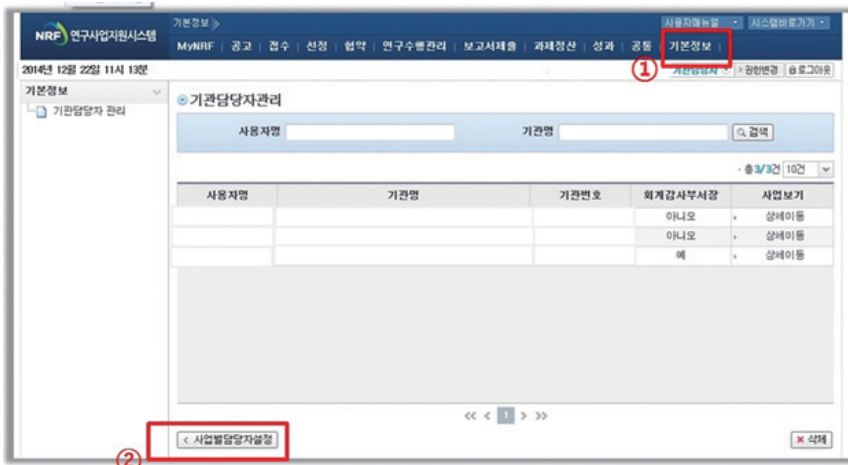 기본정보
사용자매뉴얼
시스템바로가기
NRF 연구사업지원시스템
MyNRF | 공고 | 접수 | 선정 | 협약 | 연구수행관리 | 보고서제출 | 과제정산 | 성과 | 공통 | 기본정보 |
①
2014년 12월 22일 11시 13분
기관담당자
권한변경
로그아웃
기본정보
기관담당자 관리
기관담당자관리
사용자명 기관명 검색
· 총 3/3건 10건
사용자명 기관명 기관번호 회계감사부서장 사업보기
아니오 상세이동
아니오 상세이동
예 상세이동
<< < 1 > >>
< 사업별담당자설정
× 삭제
②